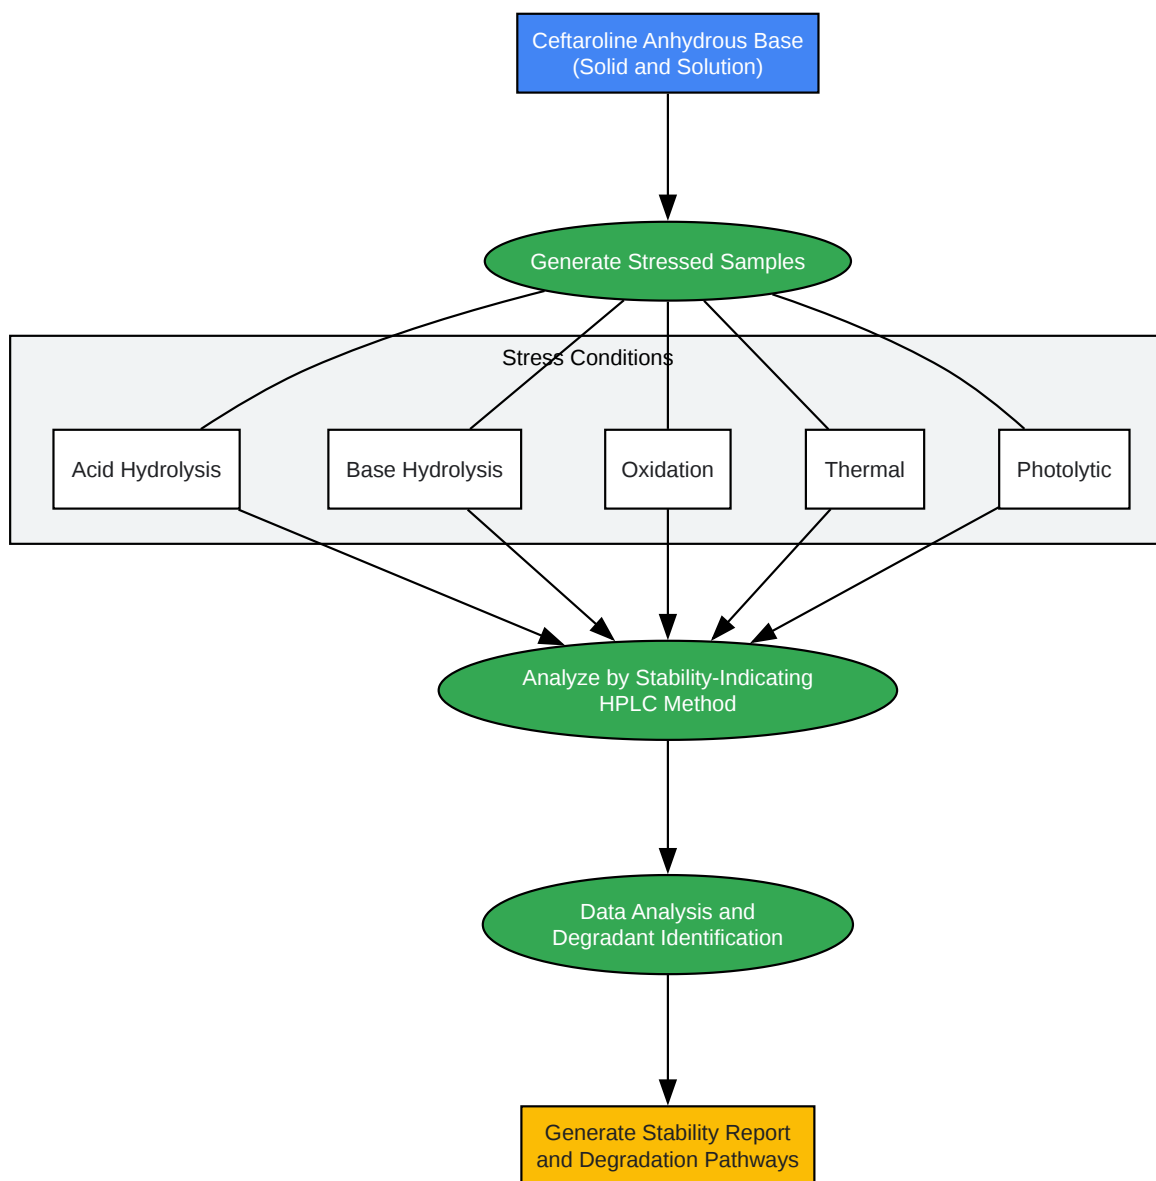 Ceftaroline Anhydrous Base
(Solid and Solution)
Generate Stressed Samples
Stress Conditions
Acid Hydrolysis
Base Hydrolysis
Oxidation
Thermal
Photolytic
Analyze by Stability-Indicating
HPLC Method
Data Analysis and
Degradant Identification
Generate Stability Report
and Degradation Pathways